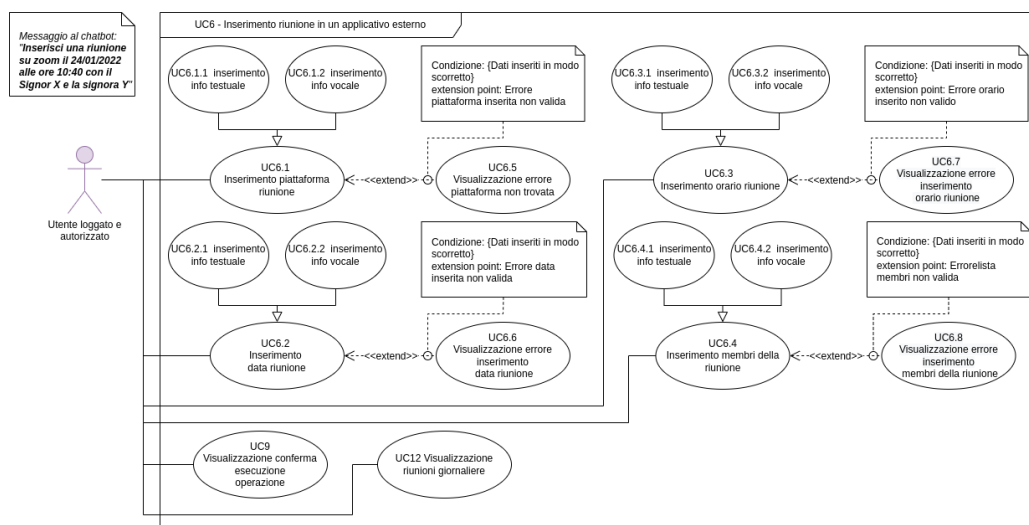 Messaggio al chatbot:
"Inserisci una riunione
su zoom il 24/01/2022
alle ore 10:40 con il
Signor X e la signora Y"
UC6 - Inserimento riunione in un applicativo esterno
UC6.1.1 inserimento
info testuale
UC6.1.2 inserimento
info vocale
Condizione: {Dati inseriti in modo
scorretto}
extension point: Errore
piattaforma inserita non valida
UC6.3.1 inserimento
info testuale
UC6.3.2 inserimento
info vocale
Condizione: {Dati inseriti in modo
scorretto}
extension point: Errore orario
inserito non valido
Utente loggato e
autorizzato
UC6.1
Inserimento piattaforma
riunione
<<extend>>
UC6.5
Visualizzazione errore
piattaforma non trovata
UC6.3
Inserimento orario riunione
<<extend>>
UC6.7
Visualizzazione errore
inserimento
orario riunione
UC6.2.1 inserimento
info testuale
UC6.2.2 inserimento
info vocale
Condizione: {Dati inseriti in modo
scorretto}
extension point: Errore data
inserita non valida
UC6.4.1 inserimento
info testuale
UC6.4.2 inserimento
info vocale
Condizione: {Dati inseriti in modo
scorretto}
extension point: Errorelista
membri non valida
UC6.2
Inserimento
data riunione
<<extend>>
UC6.6
Visualizzazione errore
inserimento
data riunione
UC6.4
Inserimento membri della
riunione
<<extend>>
UC6.8
Visualizzazione errore
inserimento
membri della riunione
UC9
Visualizzazione conferma
esecuzione
operazione
UC12 Visualizzazione
riunioni giornaliere